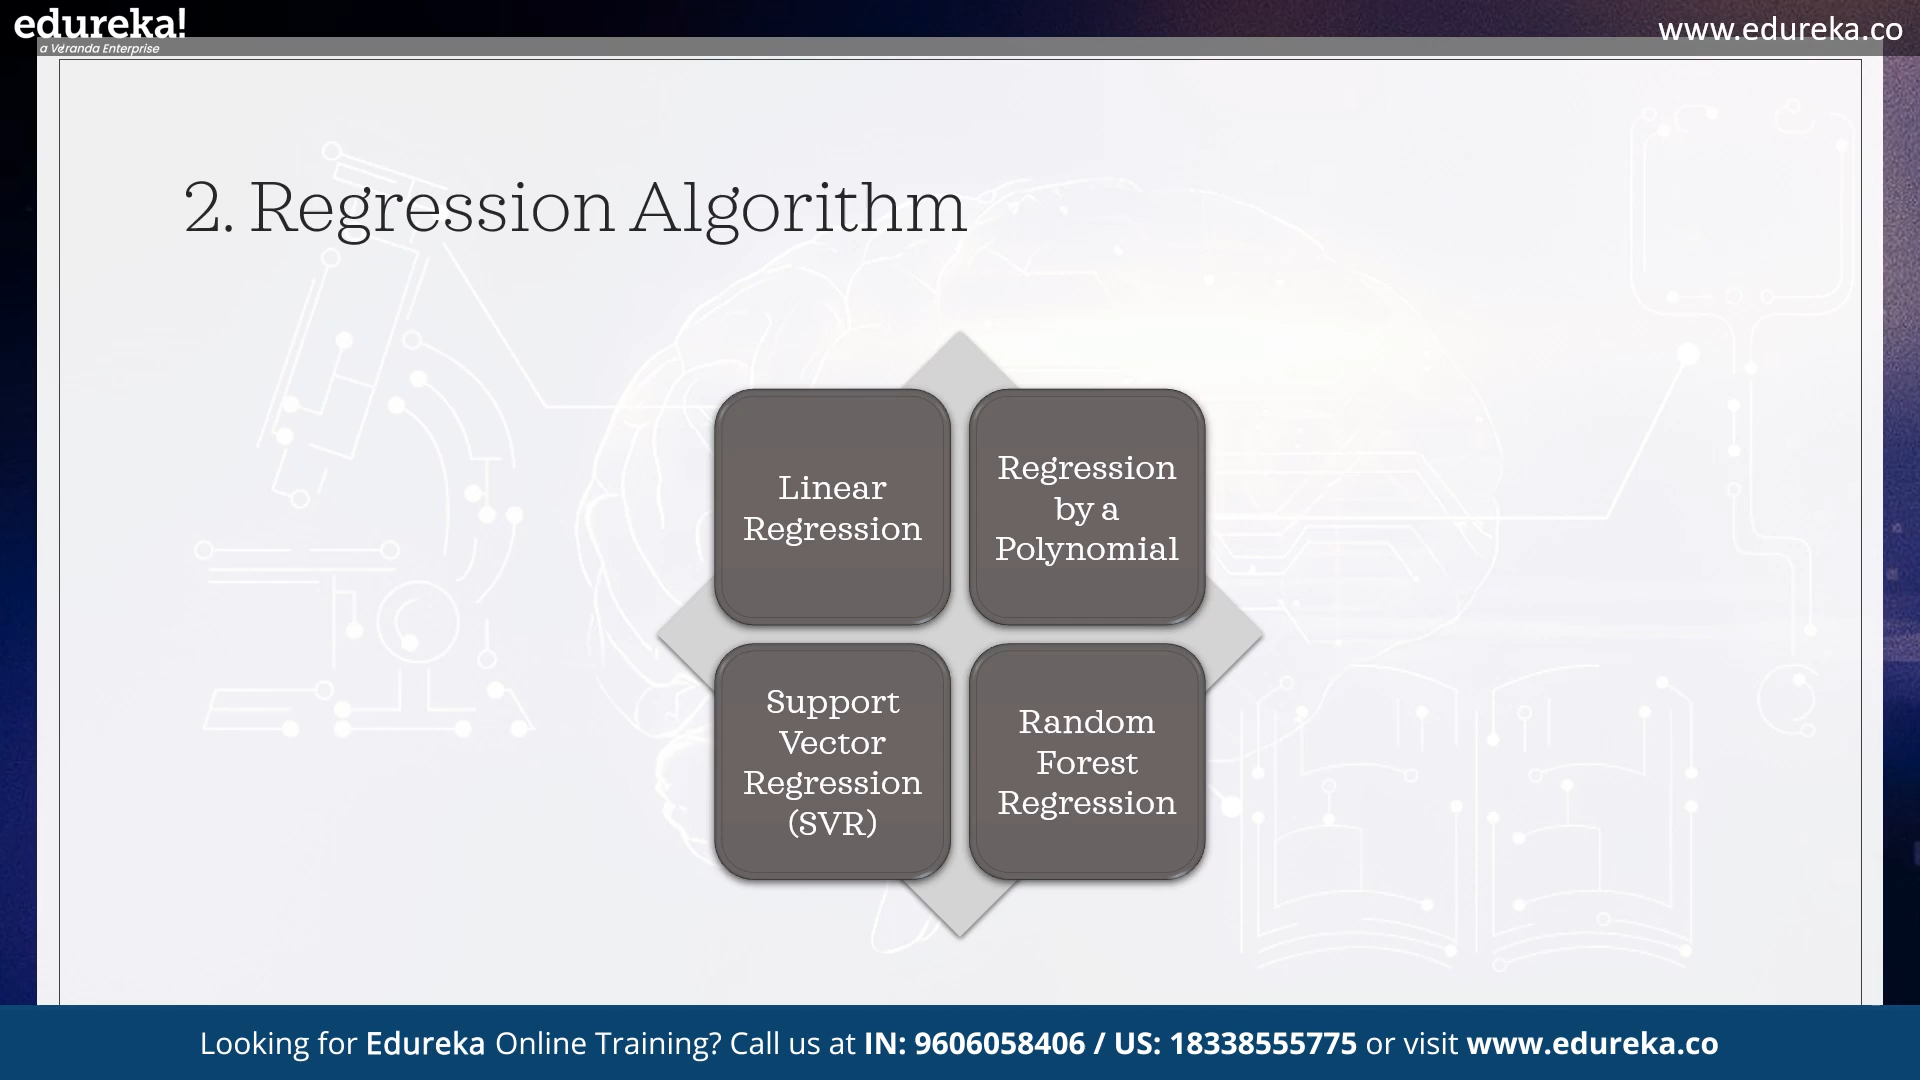 edureka!
a Veranda Enterprise
www.edureka.co
2. Regression Algorithm
Linear
Regression
Regression
by a
Polynomial
Support
Vector
Regression
(SVR)
Random
Forest
Regression
Looking for Edureka Online Training? Call us at IN: 9606058406 / US: 18338555775 or visit www.edureka.co